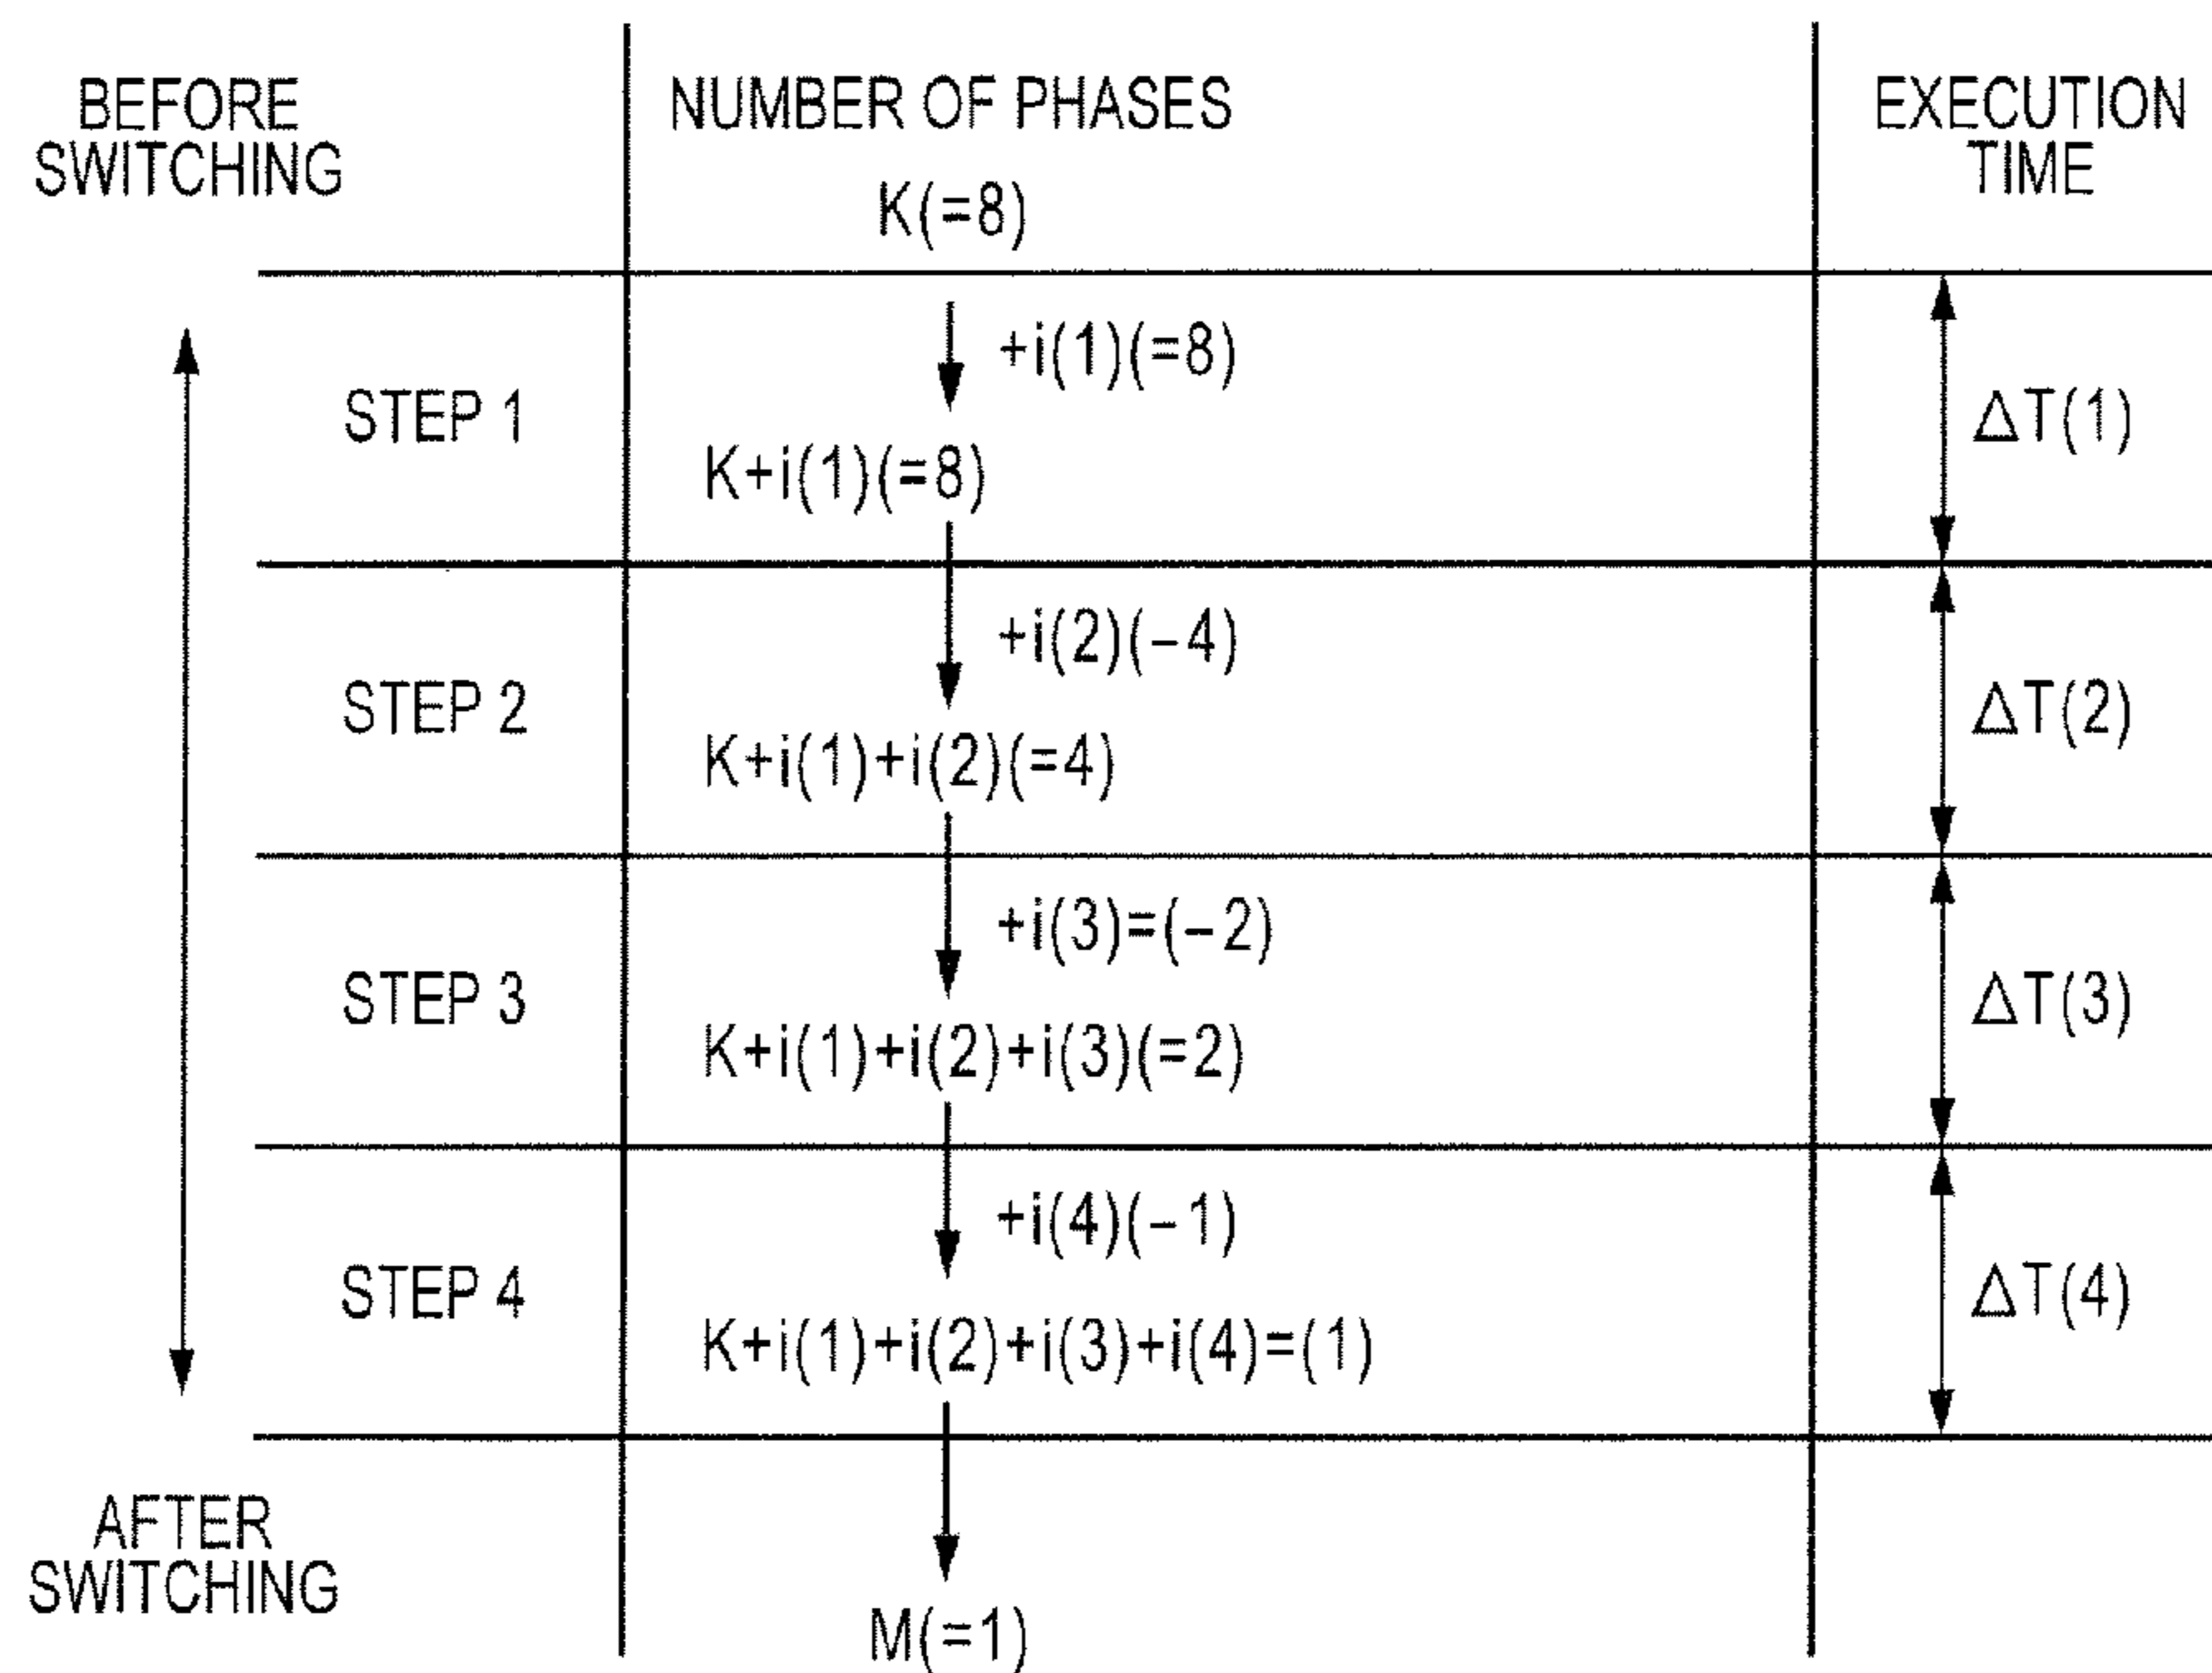 BEFORE
SWITCHING
NUMBER OF PHASES
K(=8)
EXECUTION
TIME
STEP 1
+i(1)(=8)
K+i(1)(=8)
ΔT(1)
STEP 2
+i(2)(−4)
K+i(1)+i(2)(=4)
ΔT(2)
STEP 3
+i(3)=(−2)
K+i(1)+i(2)+i(3)(=2)
ΔT(3)
STEP 4
+i(4)(−1)
K+i(1)+i(2)+i(3)+i(4)=(1)
ΔT(4)
AFTER
SWITCHING
M(=1)